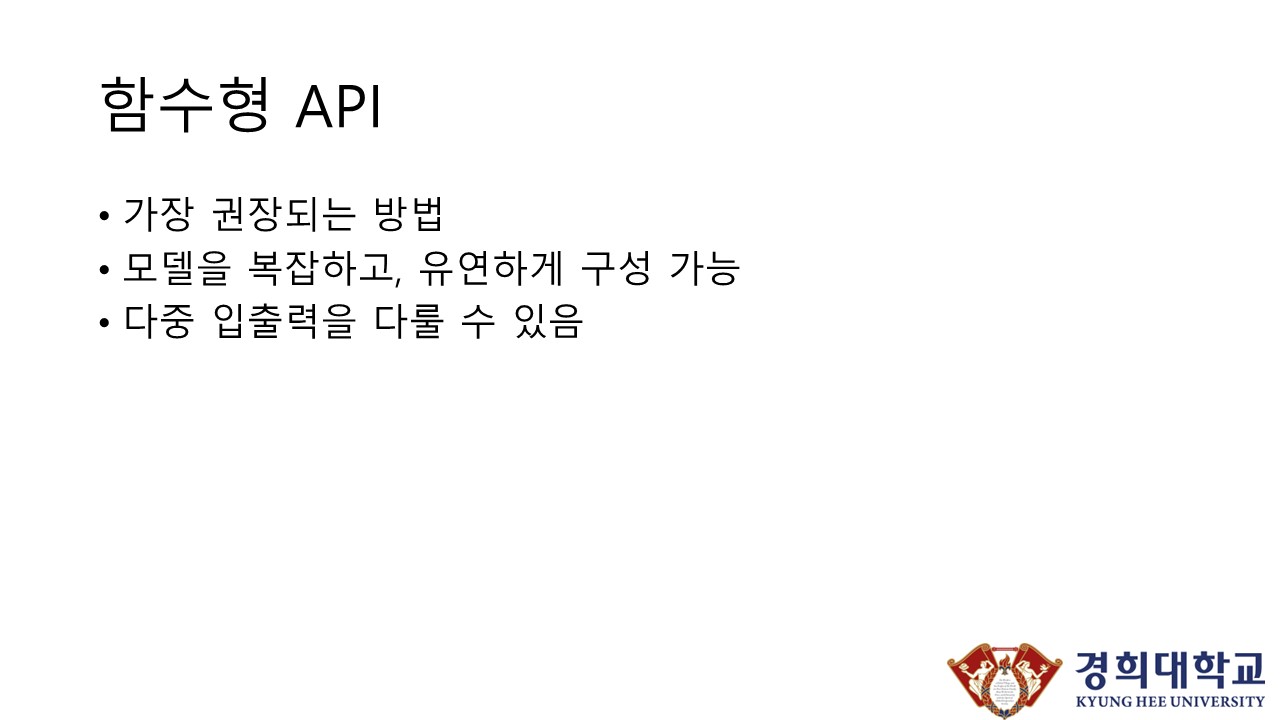 함수형 API
• 가장 권장되는 방법
• 모델을 복잡하고, 유연하게 구성 가능
• 다중 입출력을 다룰 수 있음
경희대학교
KYUNG HEE UNIVERSITY